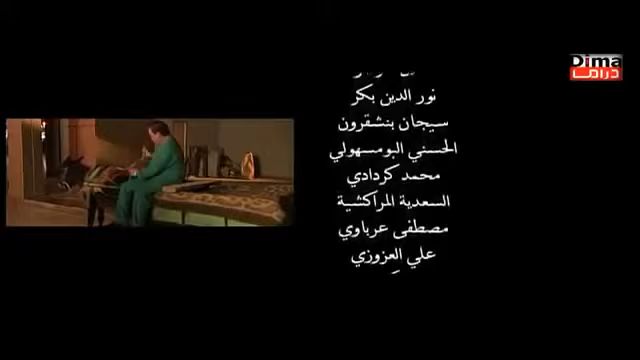 Dima
دراما
نور الدين بكر
سيجان بنشقرون
الحسني البومسهولي
محمد كردادي
السعدية المراكشية
مصطفى عرباوي
علي العزوزي